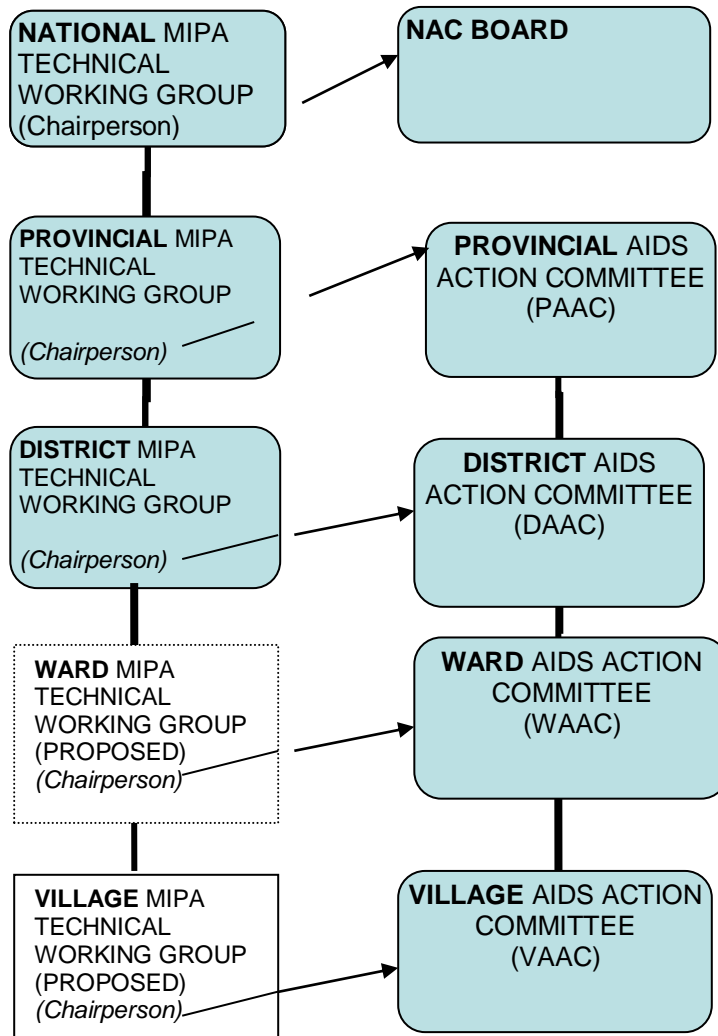 NATIONAL MIPA
TECHNICAL
WORKING GROUP
(Chairperson)
NAC BOARD
PROVINCIAL MIPA
TECHNICAL
WORKING GROUP
(Chairperson)
PROVINCIAL AIDS
ACTION COMMITTEE
(PAAC)
DISTRICT MIPA
TECHNICAL
WORKING GROUP
(Chairperson)
DISTRICT AIDS
ACTION COMMITTEE
(DAAC)
WARD MIPA
TECHNICAL
WORKING GROUP
(PROPOSED)
(Chairperson)
WARD AIDS ACTION
COMMITTEE
(WAAC)
VILLAGE MIPA
TECHNICAL
WORKING GROUP
(PROPOSED)
(Chairperson)
VILLAGE AIDS ACTION
COMMITTEE
(VAAC)